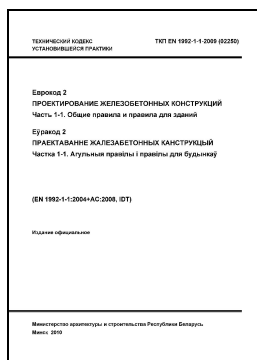 ТЕХНИЧЕСКИЙ КОДЕКС
УСТАНОВИВШЕЙСЯ ПРАКТИКИ
ТКП EN 1992-1-1-2009 (02250)
Еврокод 2
ПРОЕКТИРОВАНИЕ ЖЕЛЕЗОБЕТОННЫХ КОНСТРУКЦИЙ
Часть 1-1. Общие правила и правила для зданий
Еўракод 2
ПРАЕКТАВАННЕ ЖАЛЕЗАБЕТОННЫХ КАНСТРУКЦЫЙ
Частка 1-1. Агульныя правілы і правілы для будынкаў
(EN 1992-1-1:2004+AC:2008, IDT)
Издание официальное
Министерство архитектуры и строительства Республики Беларусь
Минск 2010